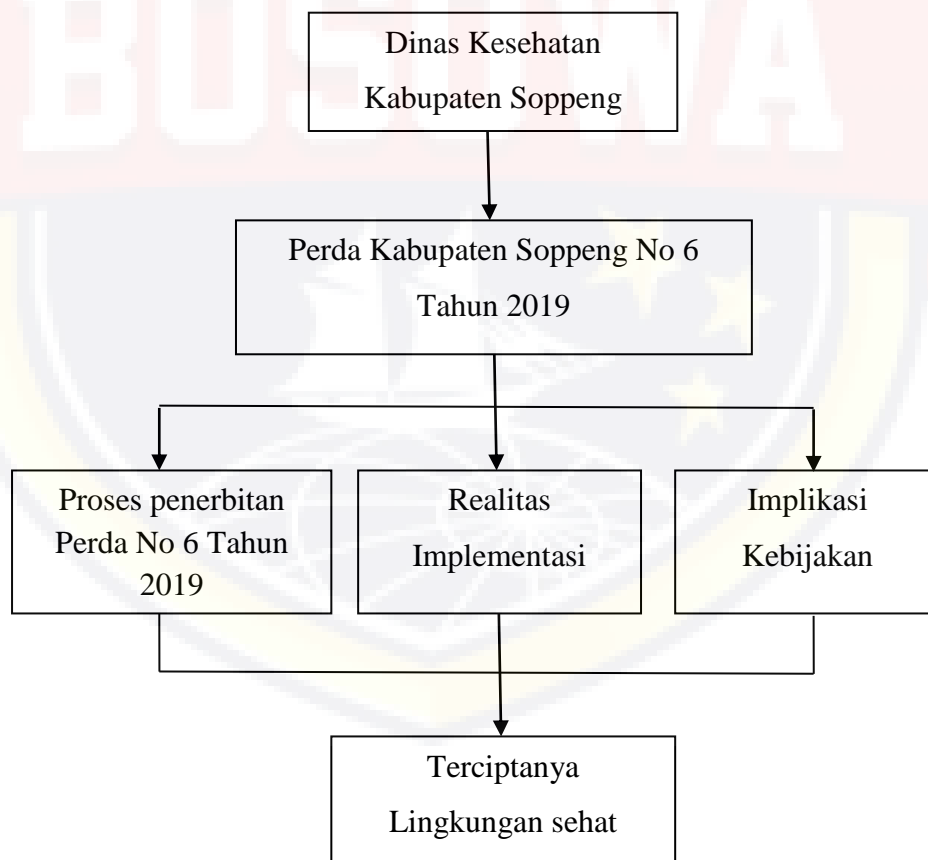 BOSOWA
Dinas Kesehatan
Kabupaten Soppeng
Perda Kabupaten Soppeng No 6
Tahun 2019
Proses penerbitan
Perda No 6 Tahun
2019
Realitas
Implementasi
Implikasi
Kebijakan
Terciptanya
Lingkungan sehat